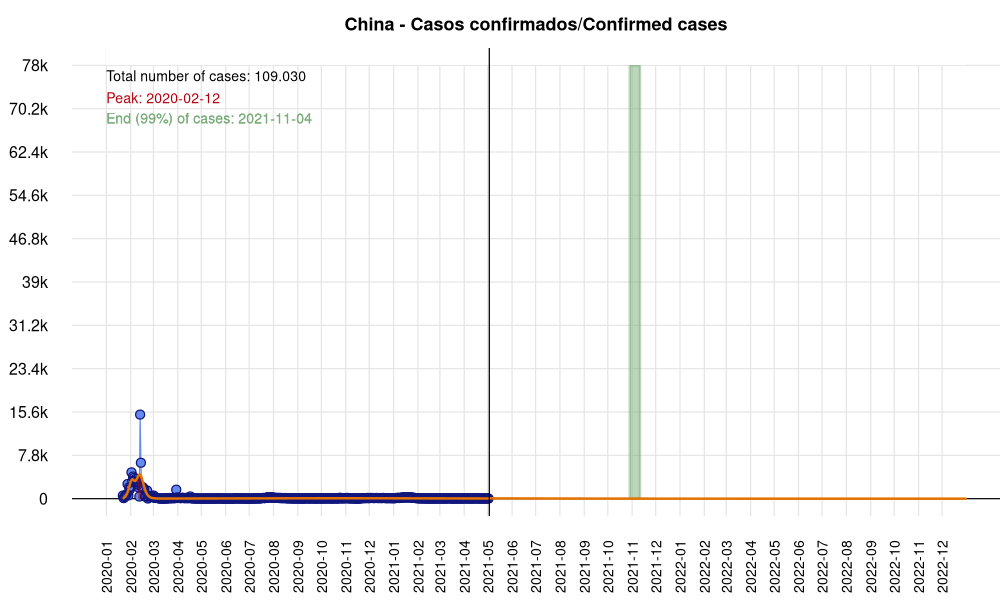 China - Casos confirmados/Confirmed cases
Total number of cases: 109.030
Peak: 2020-02-12
End (99%) of cases: 2021-11-04
78k
70.2k
62.4k
54.6k
46.8k
39k
31.2k
23.4k
15.6k
7.8k
0
2020-01
2020-02
2020-03
2020-04
2020-05
2020-06
2020-07
2020-08
2020-09
2020-10
2020-11
2020-12
2021-01
2021-02
2021-03
2021-04
2021-05
2021-06
2021-07
2021-08
2021-09
2021-10
2021-11
2021-12
2022-01
2022-02
2022-03
2022-04
2022-05
2022-06
2022-07
2022-08
2022-09
2022-10
2022-11
2022-12